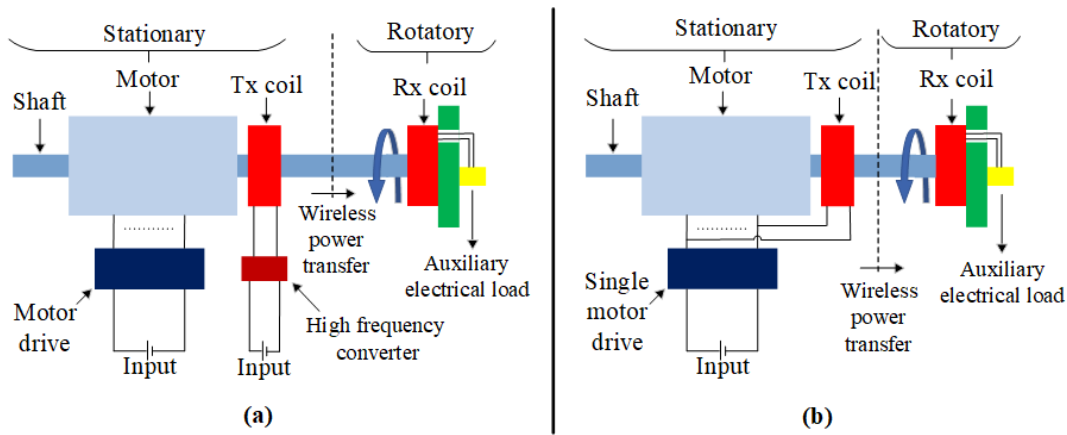 Stationary
Rotatory
Motor
Tx coil
Rx coil
Shaft
Wireless
power
transfer
Auxiliary
electrical load
Motor
drive
High frequency
converter
Input
Input
(a)
Stationary
Rotatory
Motor
Tx coil
Rx coil
Shaft
Single
motor
drive
Wireless
power
transfer
Auxiliary
electrical load
Input
(b)